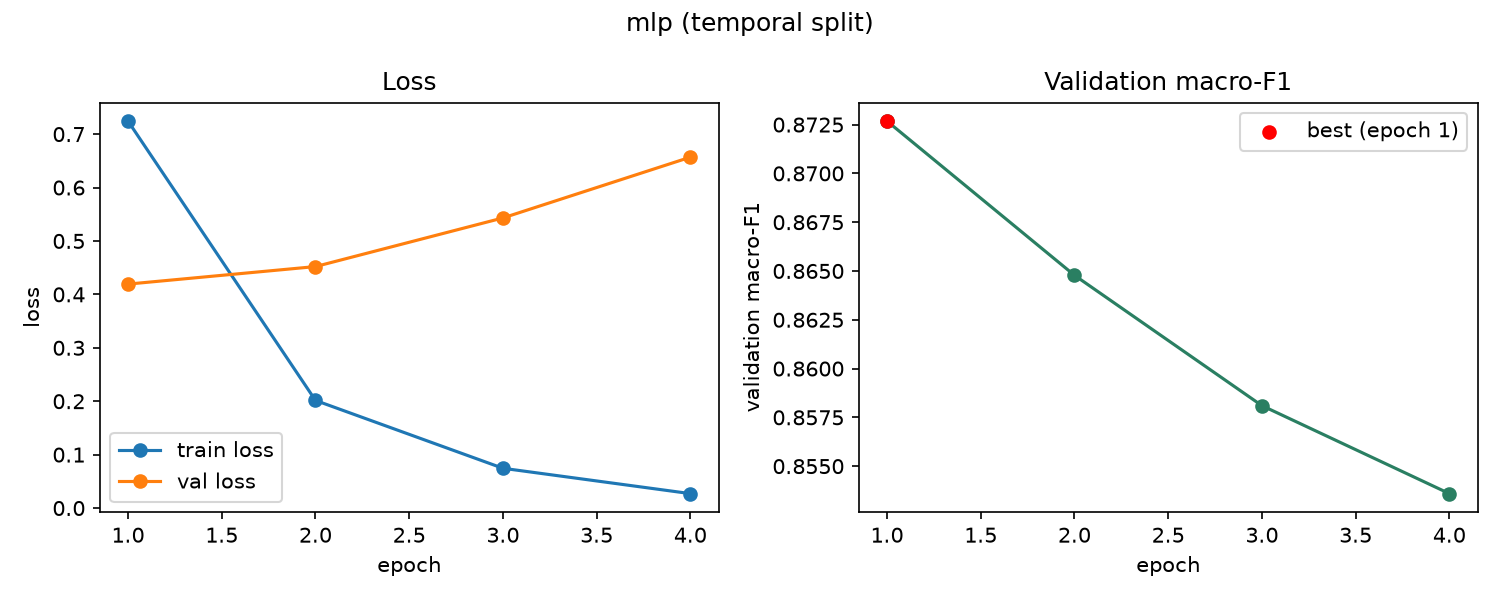 mlp (temporal split)
Loss
loss
0.7
0.6
0.5
0.4
0.3
0.2
0.1
0.0
train loss
val loss
1.0 1.5 2.0 2.5 3.0 3.5 4.0
epoch
Validation macro-F1
validation macro-F1
0.8725
0.8700
0.8675
0.8650
0.8625
0.8600
0.8575
0.8550
best (epoch 1)
1.0 1.5 2.0 2.5 3.0 3.5 4.0
epoch